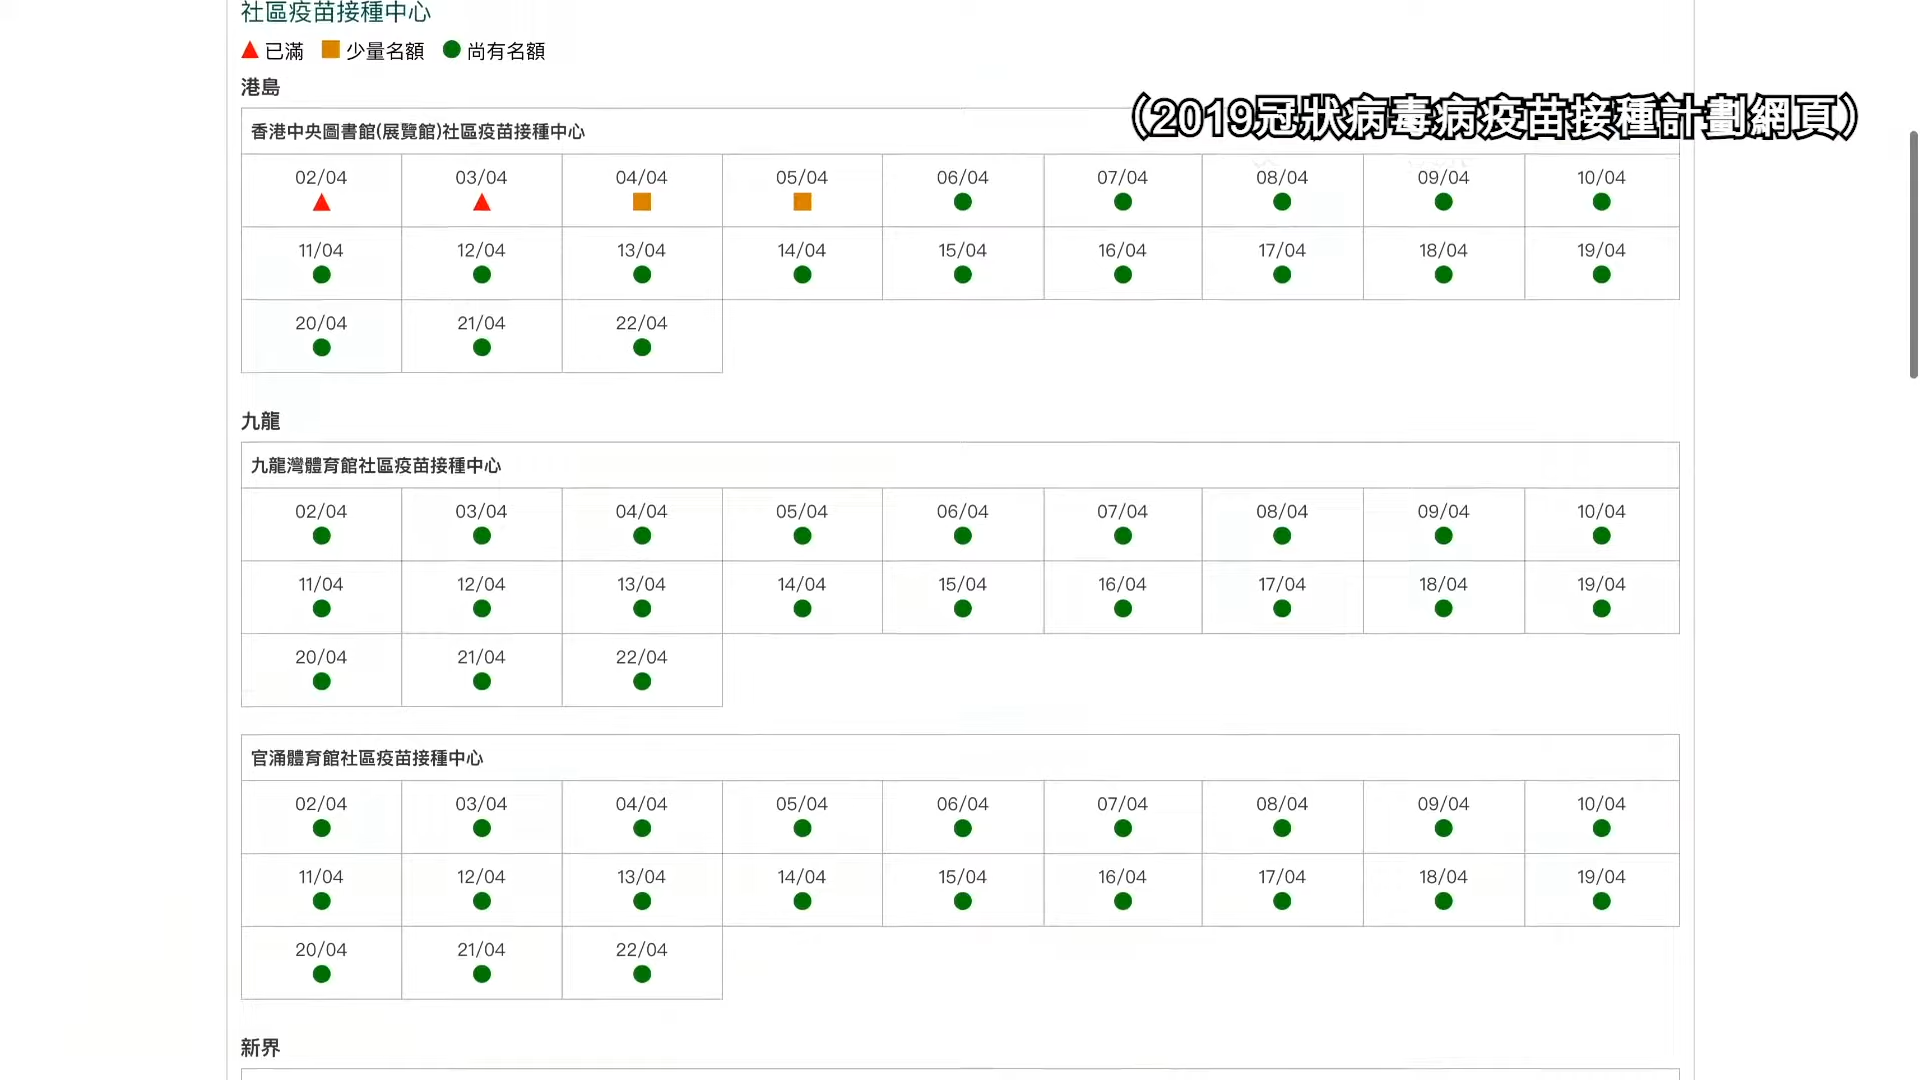 社區疫苗接種中心
已滿 少量名額 尚有名額
港島
(2019冠狀病毒病疫苗接種計劃網頁)
香港中央圖書館(展覽館)社區疫苗接種中心
02/04 03/04 04/04 05/04 06/04 07/04 08/04 09/04 10/04
11/04 12/04 13/04 14/04 15/04 16/04 17/04 18/04 19/04
20/04 21/04 22/04
九龍
九龍灣體育館社區疫苗接種中心
02/04 03/04 04/04 05/04 06/04 07/04 08/04 09/04 10/04
11/04 12/04 13/04 14/04 15/04 16/04 17/04 18/04 19/04
20/04 21/04 22/04
官涌體育館社區疫苗接種中心
02/04 03/04 04/04 05/04 06/04 07/04 08/04 09/04 10/04
11/04 12/04 13/04 14/04 15/04 16/04 17/04 18/04 19/04
20/04 21/04 22/04
新界